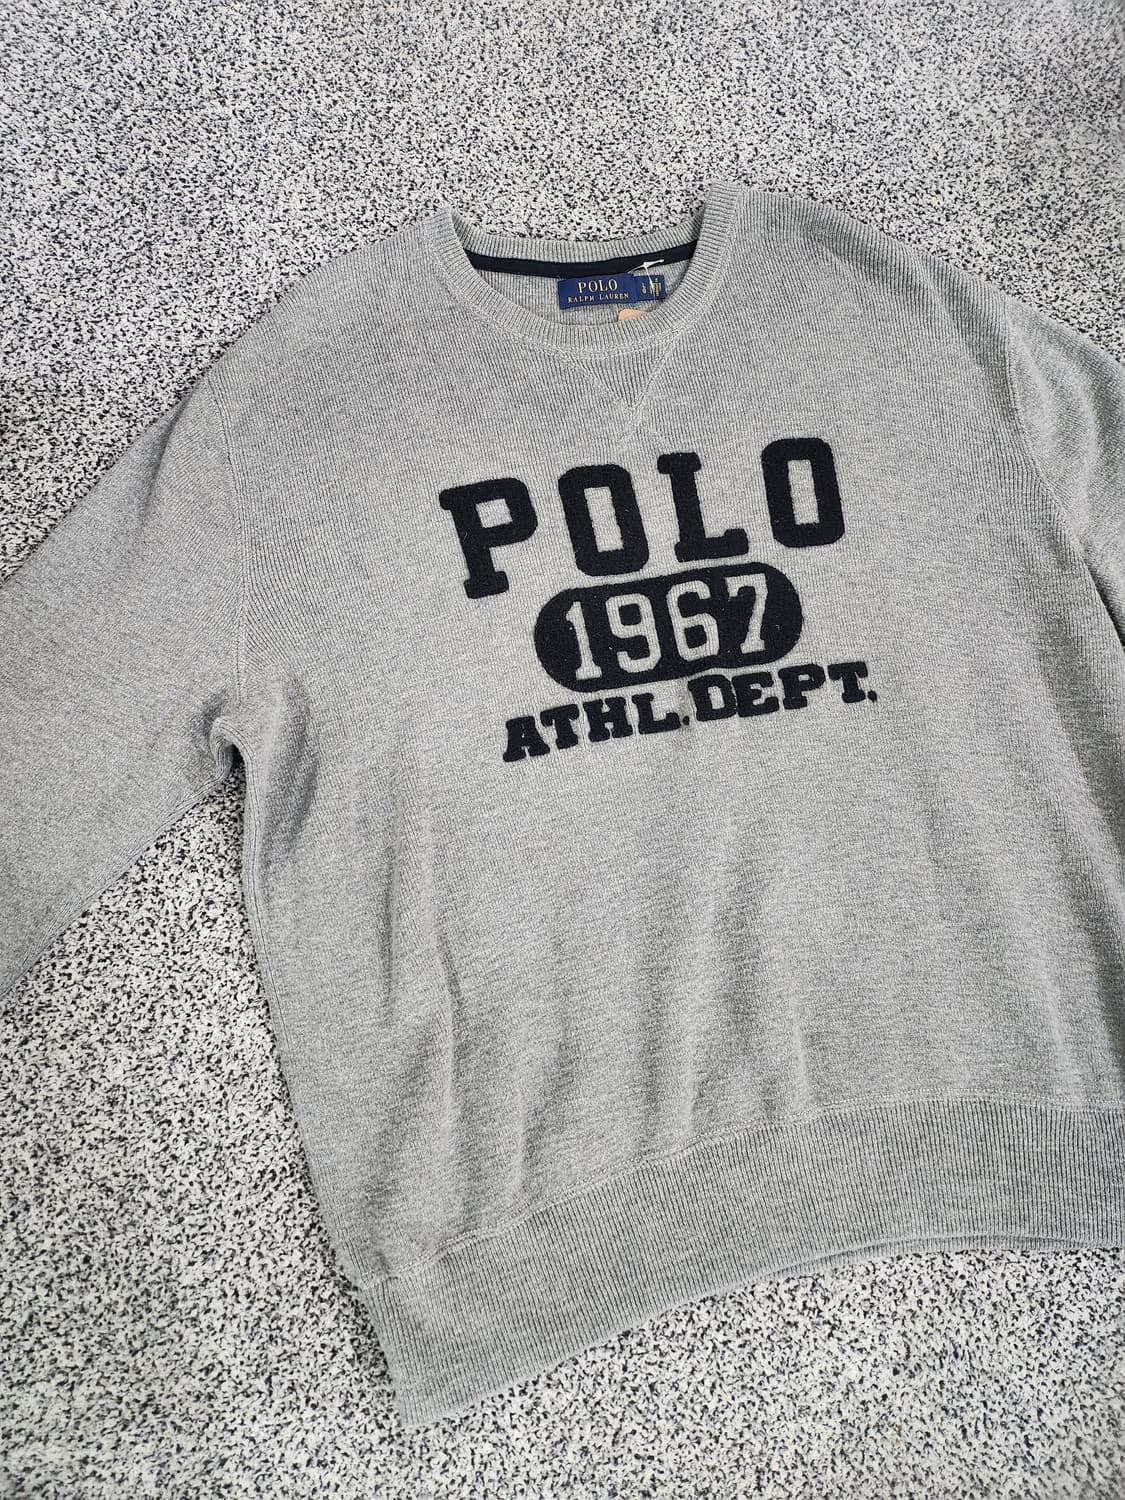 POLO
RALPH LAUREN
POLO
1967
ATHL.DEPT.